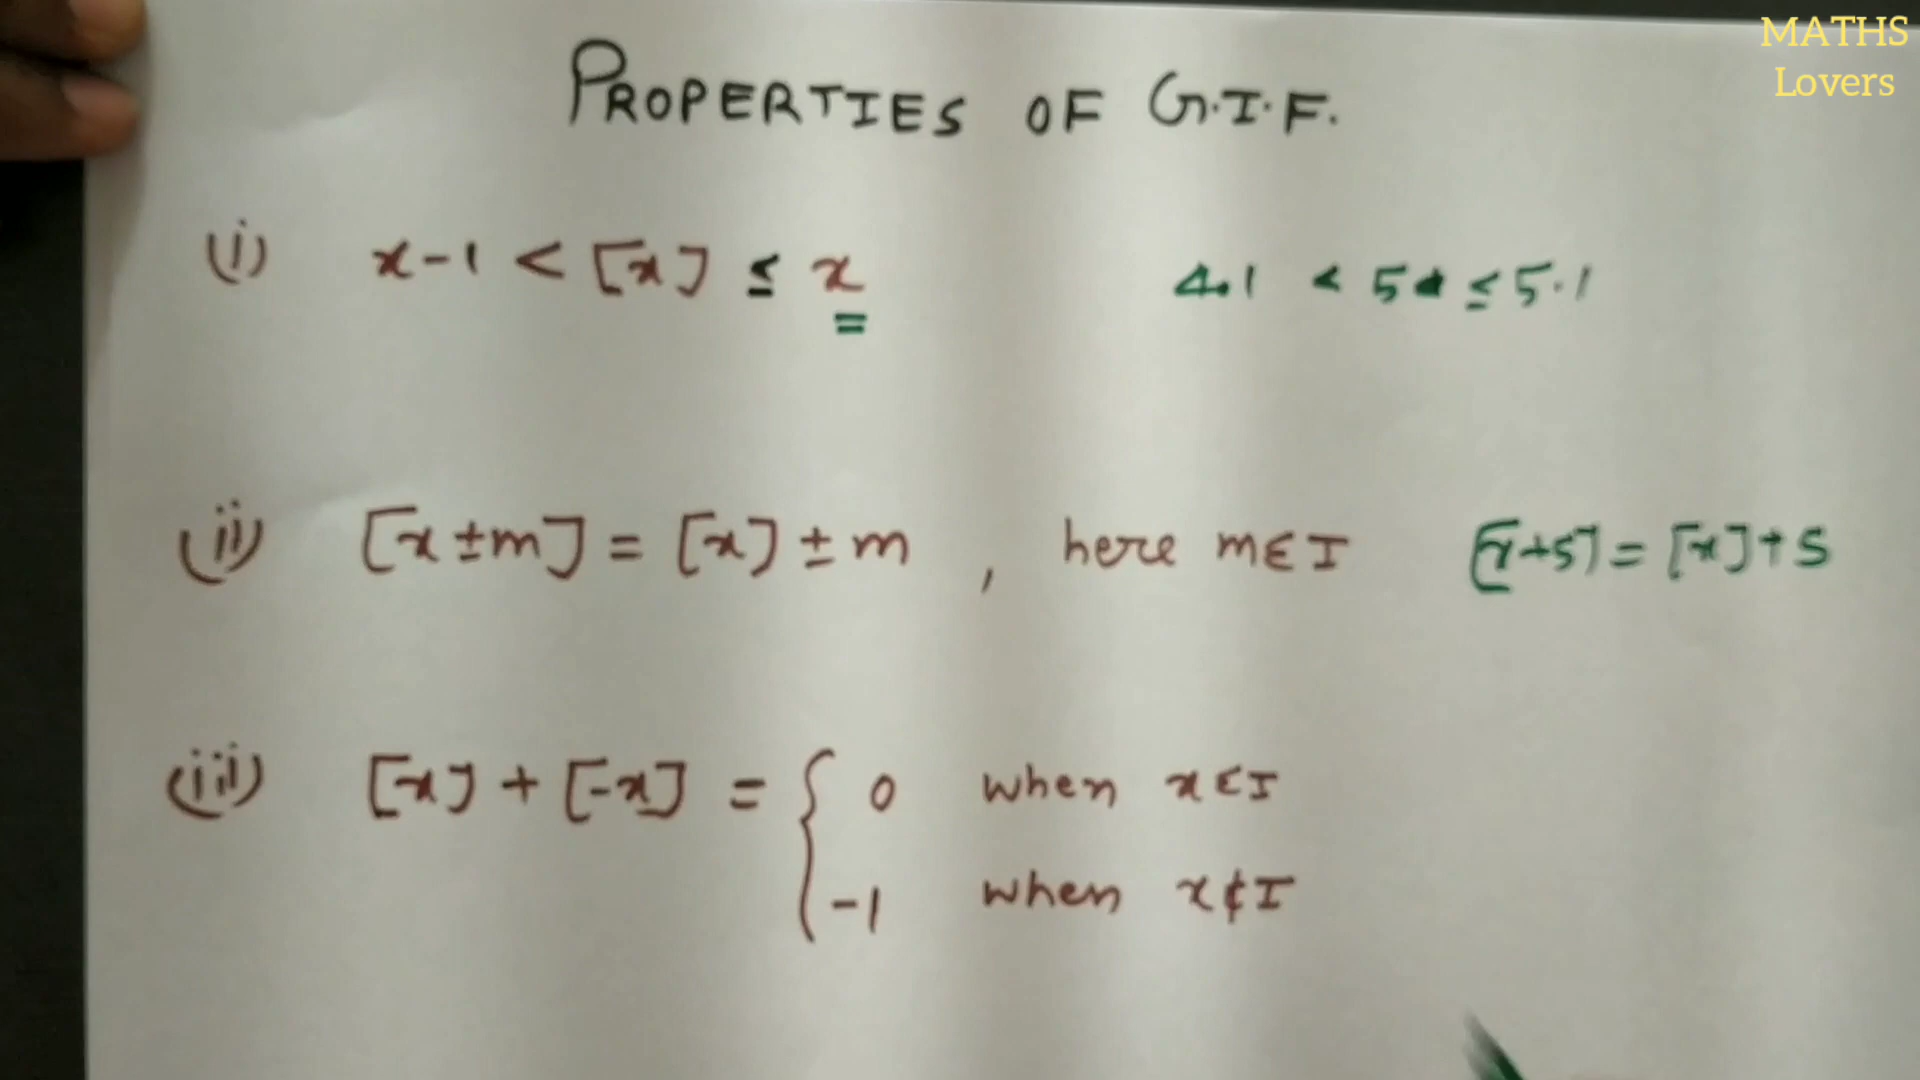 MATHS
Lovers
PROPERTIES OF G.I.F.
(i) x-1 < [x] ≤ x 4.1 < 5 ≤ 5.1
=
(ii) [x ± m] = [x] ± m , here m∈I [x+5] = [x]+5
(iii) [x] + [-x] = { 0 when x∈I
-1 when x∉I